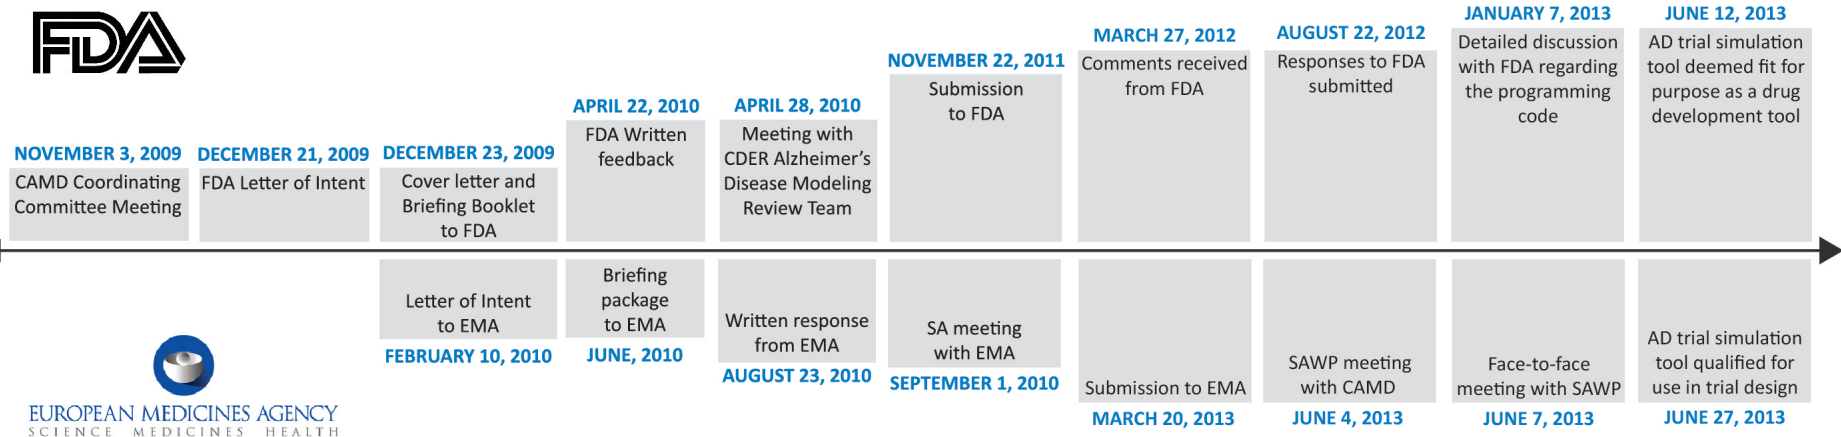 FDA
NOVEMBER 3, 2009
CAMD Coordinating
Committee Meeting
DECEMBER 21, 2009
FDA Letter of Intent
DECEMBER 23, 2009
Cover letter and
Briefing Booklet
to FDA
APRIL 22, 2010
FDA Written
feedback
APRIL 28, 2010
Meeting with
CDER Alzheimer’s
Disease Modeling
Review Team
NOVEMBER 22, 2011
Submission
to FDA
MARCH 27, 2012
Comments received
from FDA
AUGUST 22, 2012
Responses to FDA
submitted
JANUARY 7, 2013
Detailed discussion
with FDA regarding
the programming
code
JUNE 12, 2013
AD trial simulation
tool deemed fit for
purpose as a drug
development tool
EUROPEAN MEDICINES AGENCY
SCIENCE MEDICINES HEALTH
Letter of Intent
to EMA
FEBRUARY 10, 2010
Briefing
package
to EMA
JUNE, 2010
Written response
from EMA
AUGUST 23, 2010
SA meeting
with EMA
SEPTEMBER 1, 2010
Submission to EMA
MARCH 20, 2013
SAWP meeting
with CAMD
JUNE 4, 2013
Face-to-face
meeting with SAWP
JUNE 7, 2013
AD trial simulation
tool qualified for
use in trial design
JUNE 27, 2013